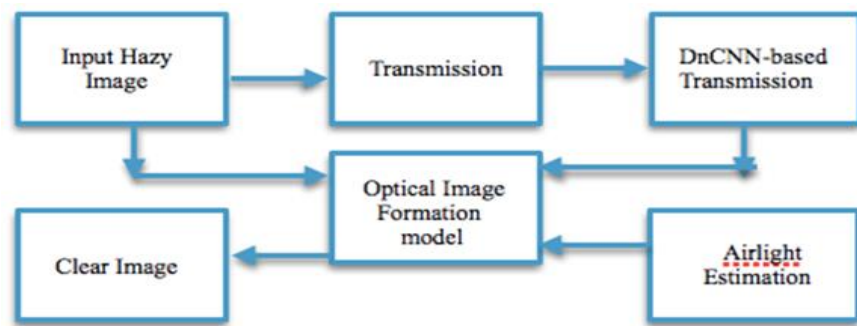 Input Hazy
Image
Transmission
DnCNN-based
Transmission
Optical Image
Formation
model
Clear Image
Airlight
Estimation